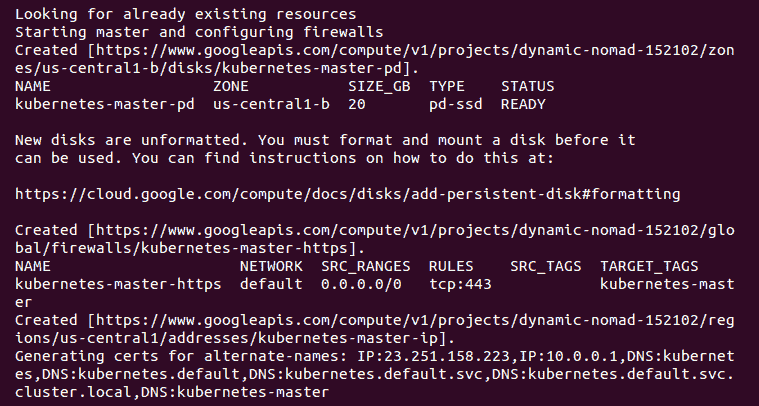 Looking for already existing resources
Starting master and configuring firewalls
Created [https://www.googleapis.com/compute/v1/projects/dynamic-nomad-152102/zon
es/us-central1-b/disks/kubernetes-master-pd].
NAME                  ZONE           SIZE_GB  TYPE    STATUS
kubernetes-master-pd  us-central1-b  20       pd-ssd  READY

New disks are unformatted. You must format and mount a disk before it
can be used. You can find instructions on how to do this at:

https://cloud.google.com/compute/docs/disks/add-persistent-disk#formatting

Created [https://www.googleapis.com/compute/v1/projects/dynamic-nomad-152102/glo
bal/firewalls/kubernetes-master-https].
NAME                     NETWORK  SRC_RANGES  RULES    SRC_TAGS  TARGET_TAGS
kubernetes-master-https  default  0.0.0.0/0   tcp:443            kubernetes-mast
er
Created [https://www.googleapis.com/compute/v1/projects/dynamic-nomad-152102/reg
ions/us-central1/addresses/kubernetes-master-ip].
Generating certs for alternate-names: IP:23.251.158.223,IP:10.0.0.1,DNS:kubernet
es,DNS:kubernetes.default,DNS:kubernetes.default.svc,DNS:kubernetes.default.svc.
cluster.local,DNS:kubernetes-master